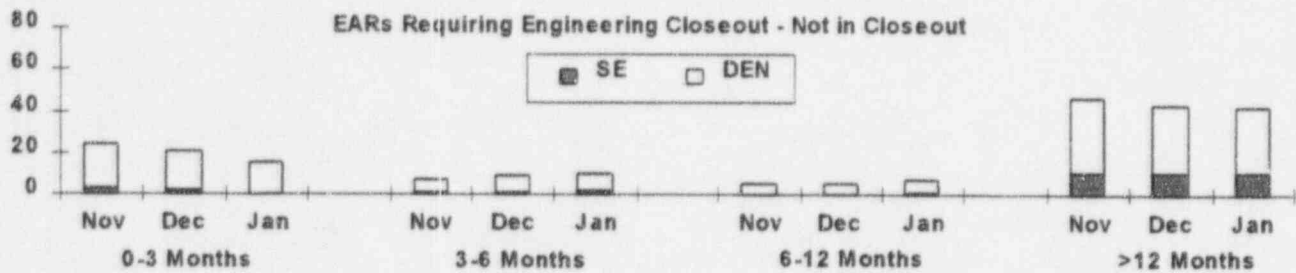 EARs Requiring Engineering Closeout - Not in Closeout
SE DEN
80
60
40
20
0
Nov Dec Jan Nov Dec Jan Nov Dec Jan Nov Dec Jan
0-3 Months 3-6 Months 6-12 Months >12 Months